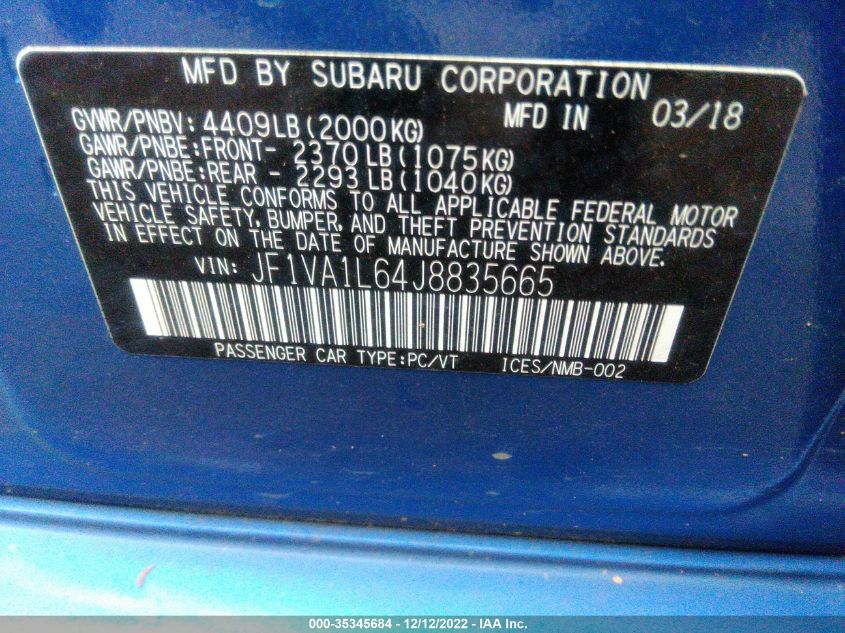 MFD BY SUBARU CORPORATION
GVWR/PNBV: 4409LB(2000KG) MFD IN 03/18
GAWR/PNBE:FRONT- 2370LB(1075KG)
GAWR/PNBE:REAR - 2293LB(1040KG)
THIS VEHICLE CONFORMS TO ALL APPLICABLE FEDERAL MOTOR
VEHICLE SAFETY, BUMPER, AND THEFT PREVENTION STANDARDS
IN EFFECT ON THE DATE OF MANUFACTURE SHOWN ABOVE.
VIN: JF1VA1L64J8835665
PASSENGER CAR TYPE:PC/VT ICES/NMB-002
000-35345684 - 12/12/2022 - IAA Inc.